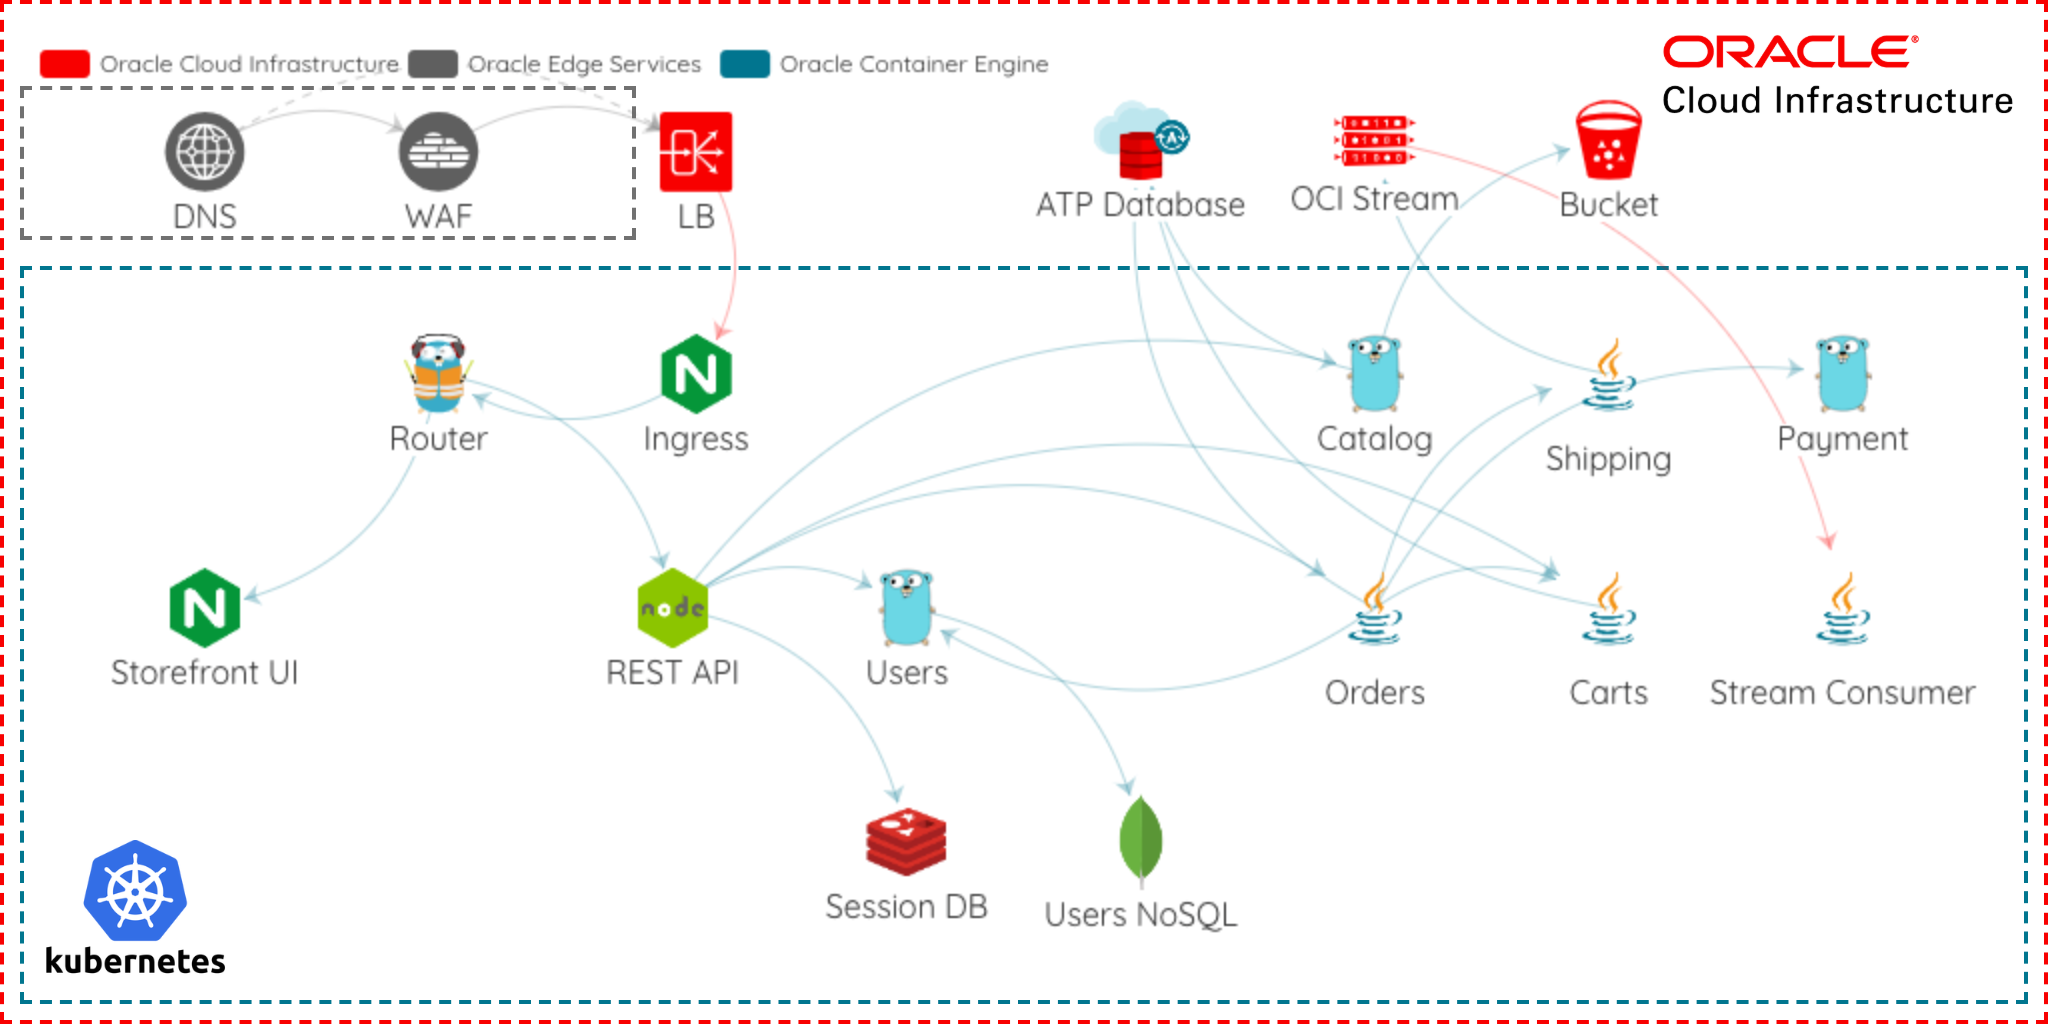 Oracle Cloud Infrastructure
Oracle Edge Services
Oracle Container Engine
ORACLE®
Cloud Infrastructure
DNS
WAF
LB
ATP Database
OCI Stream
Bucket
Router
Ingress
Catalog
Shipping
Payment
Storefront UI
node
REST API
Users
Orders
Carts
Stream Consumer
Session DB
Users NoSQL
kubernetes